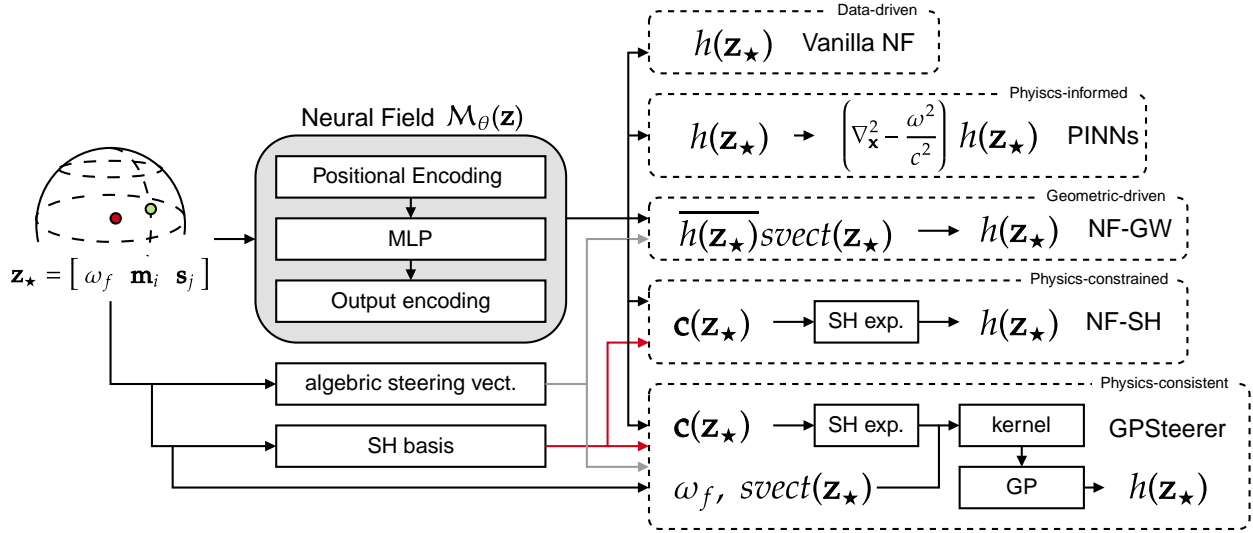 Data-driven
h(z★) Vanilla NF
Phyiscs-informed
h(z★) (∇²ₓ − ω²/c²) h(z★) PINNs
Neural Field ℳ_θ(z)
Positional Encoding
MLP
Output encoding
z★ = [ ω_f m_i s_j ]
Geometric-driven
h(z★)‾ svect(z★) h(z★) NF-GW
Physics-constrained
c(z★) SH exp. h(z★) NF-SH
algebric steering vect.
SH basis
Physics-consistent
c(z★) SH exp. kernel GPSteerer
ω_f, svect(z★) GP h(z★)